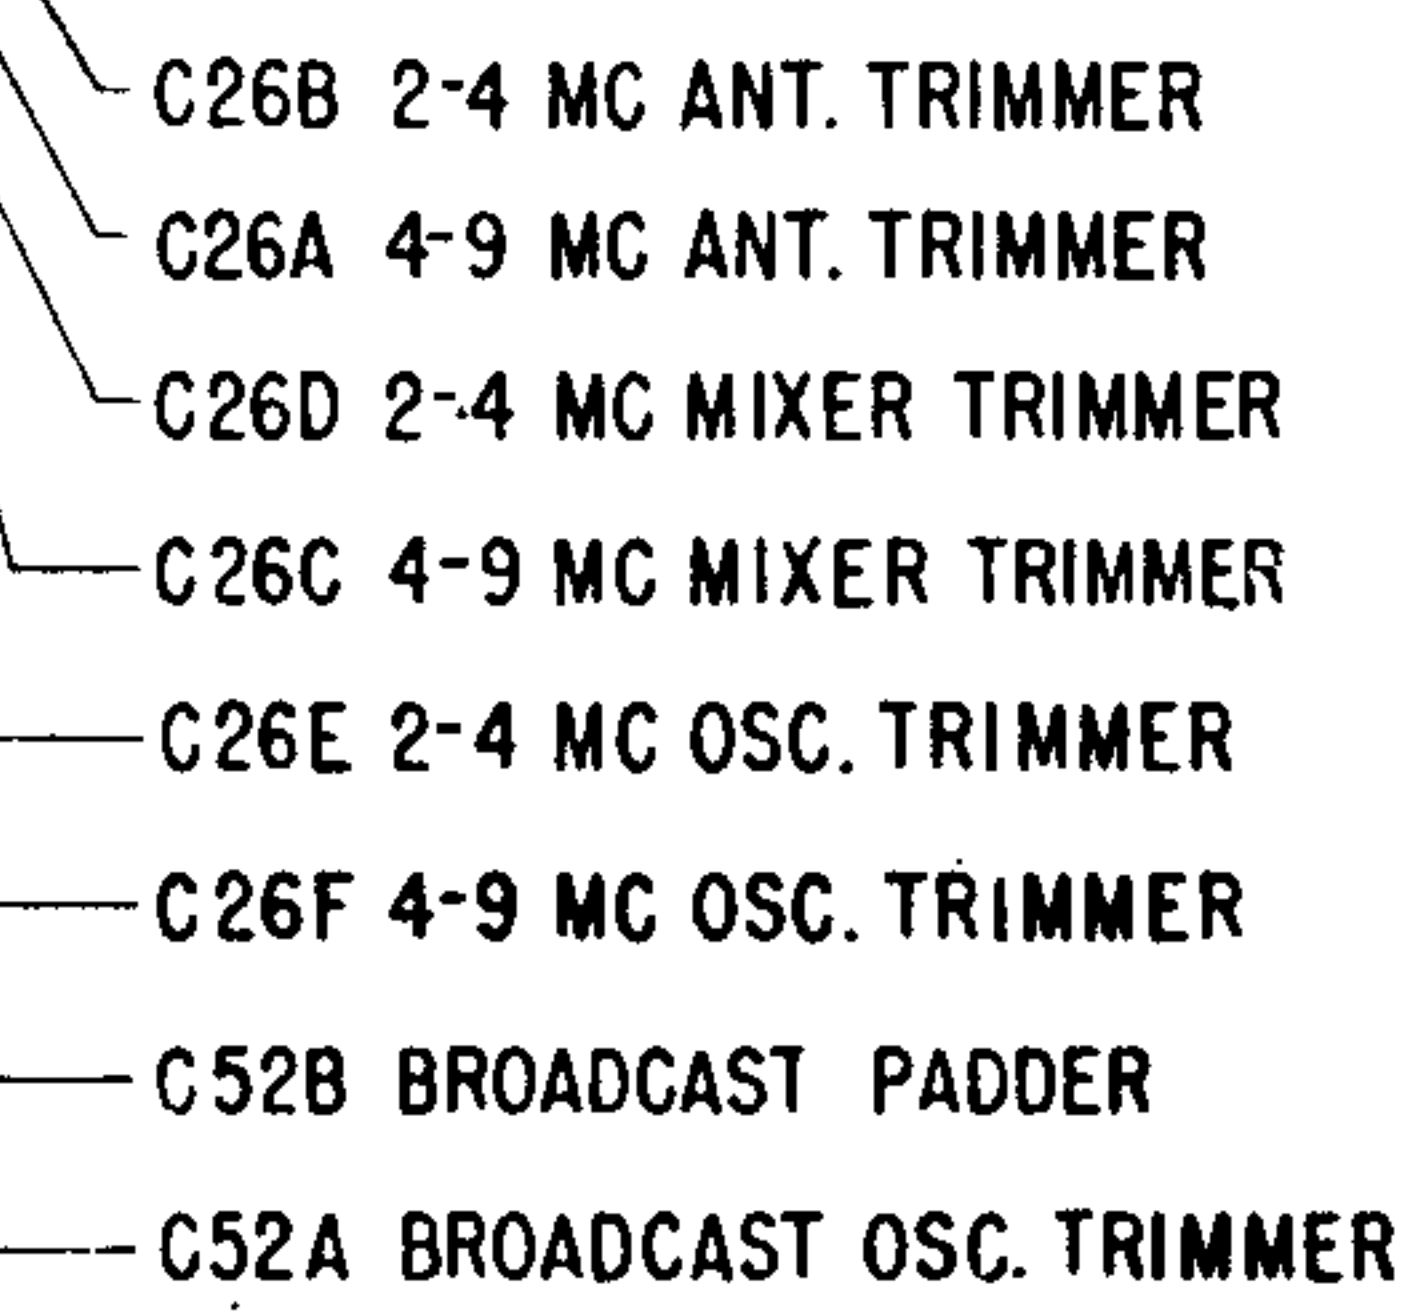 C26B 2-4 MC ANT. TRIMMER
C26A 4-9 MC ANT. TRIMMER
C26D 2-4 MC MIXER TRIMMER
C26C 4-9 MC MIXER TRIMMER
C26E 2-4 MC OSC. TRIMMER
C26F 4-9 MC OSC. TRIMMER
C52B BROADCAST PADDER
C52A BROADCAST OSC. TRIMMER